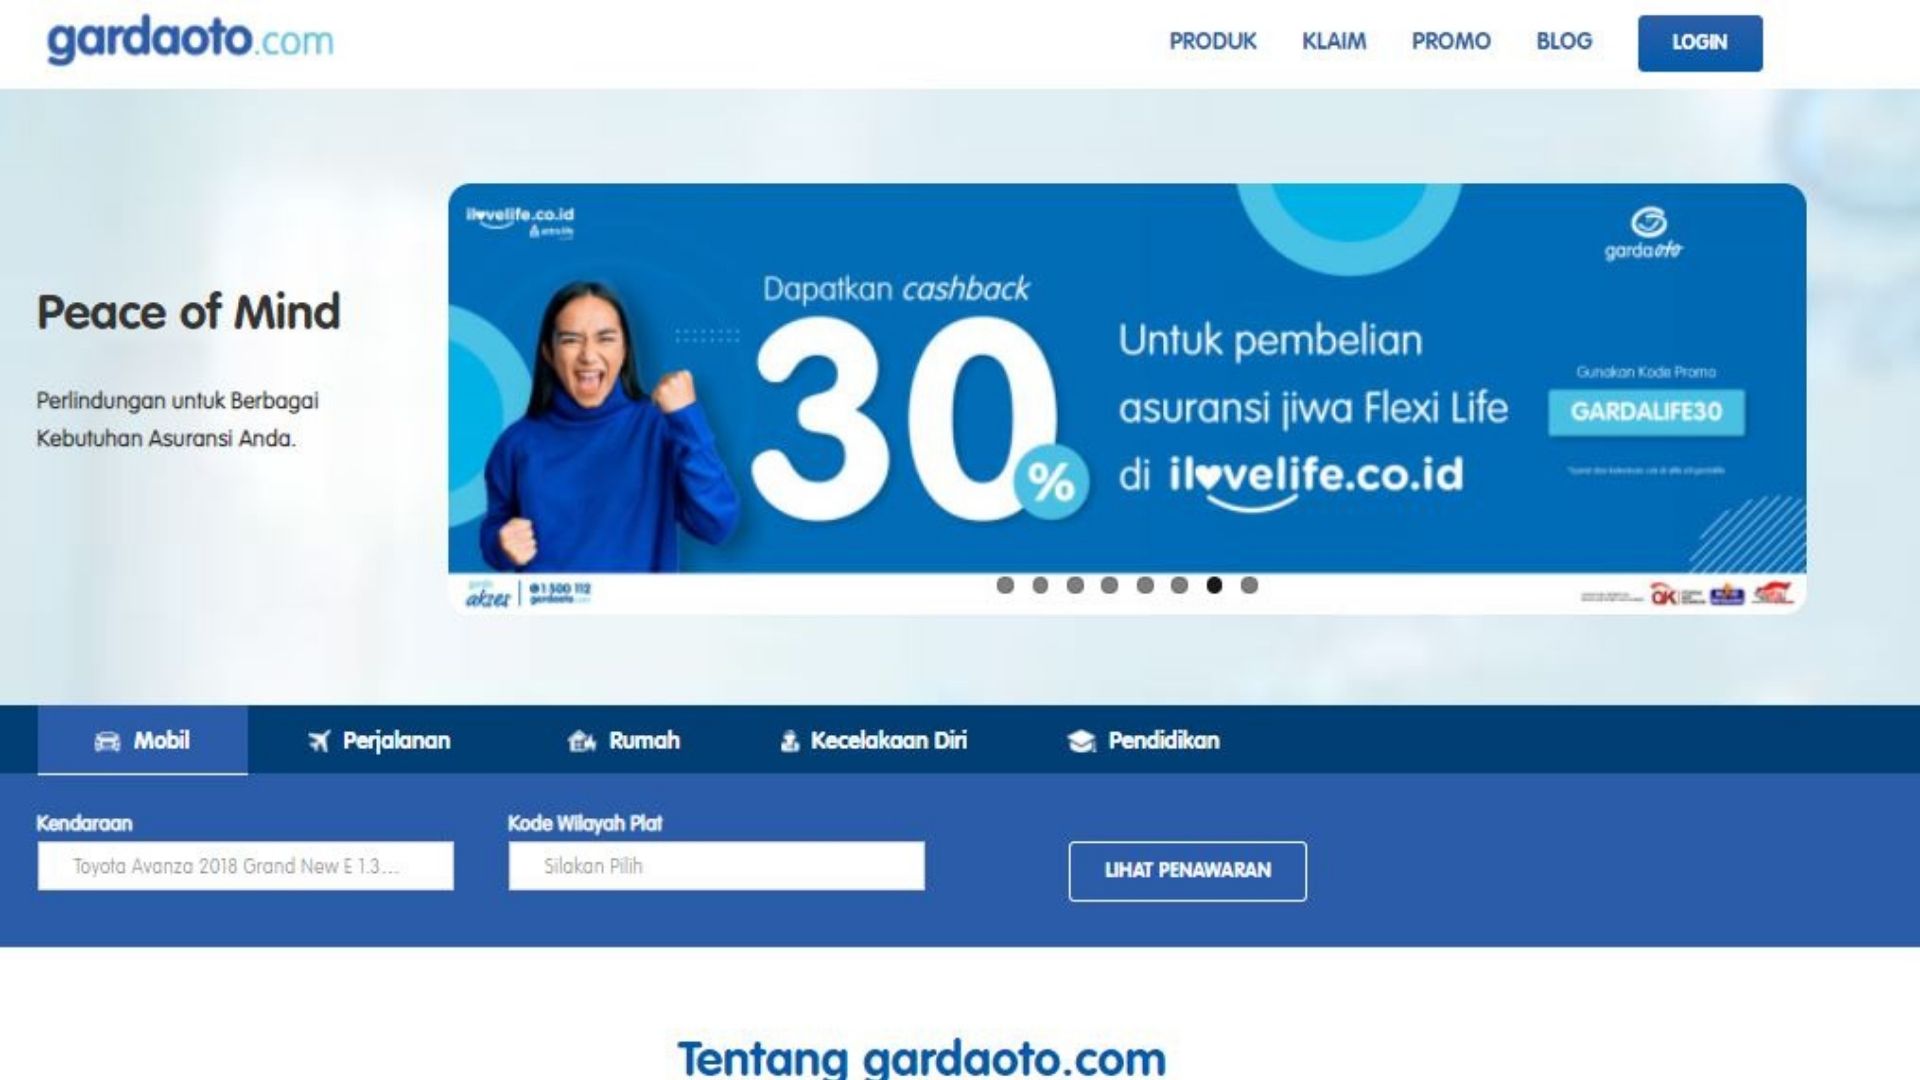 gardaoto.com
PRODUK KLAIM PROMO BLOG LOGIN
Peace of Mind
Perlindungan untuk Berbagai
Kebutuhan Asuransi Anda.
ilovelife.co.id
gardaoto
Dapatkan cashback
30%
Untuk pembelian
asuransi jiwa Flexi Life
di ilovelife.co.id
Gunakan Kode Promo
GARDALIFE30
garda
akses
1 500 112
gardaoto.com
Mobil Perjalanan Rumah Kecelakaan Diri Pendidikan
Kendaraan
Toyota Avanza 2018 Grand New E 1.3...
Kode Wilayah Plat
Silakan Pilih
LIHAT PENAWARAN
Tentang gardaoto.com